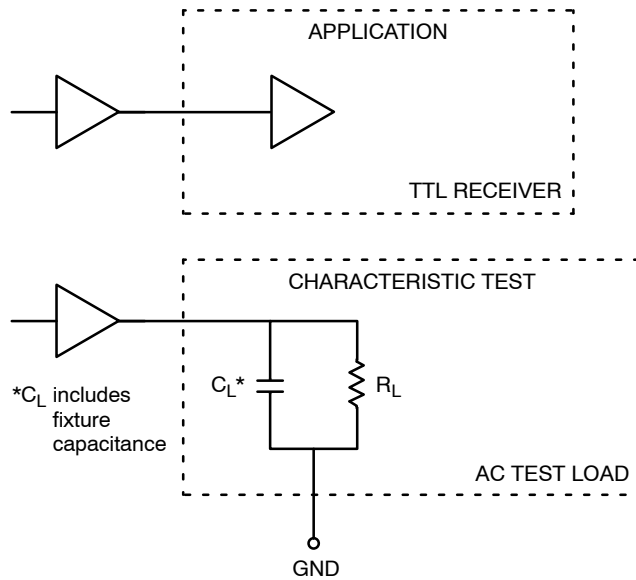 APPLICATION
TTL RECEIVER
CHARACTERISTIC TEST
*CL includes
fixture
capacitance
CL*
RL
AC TEST LOAD
GND